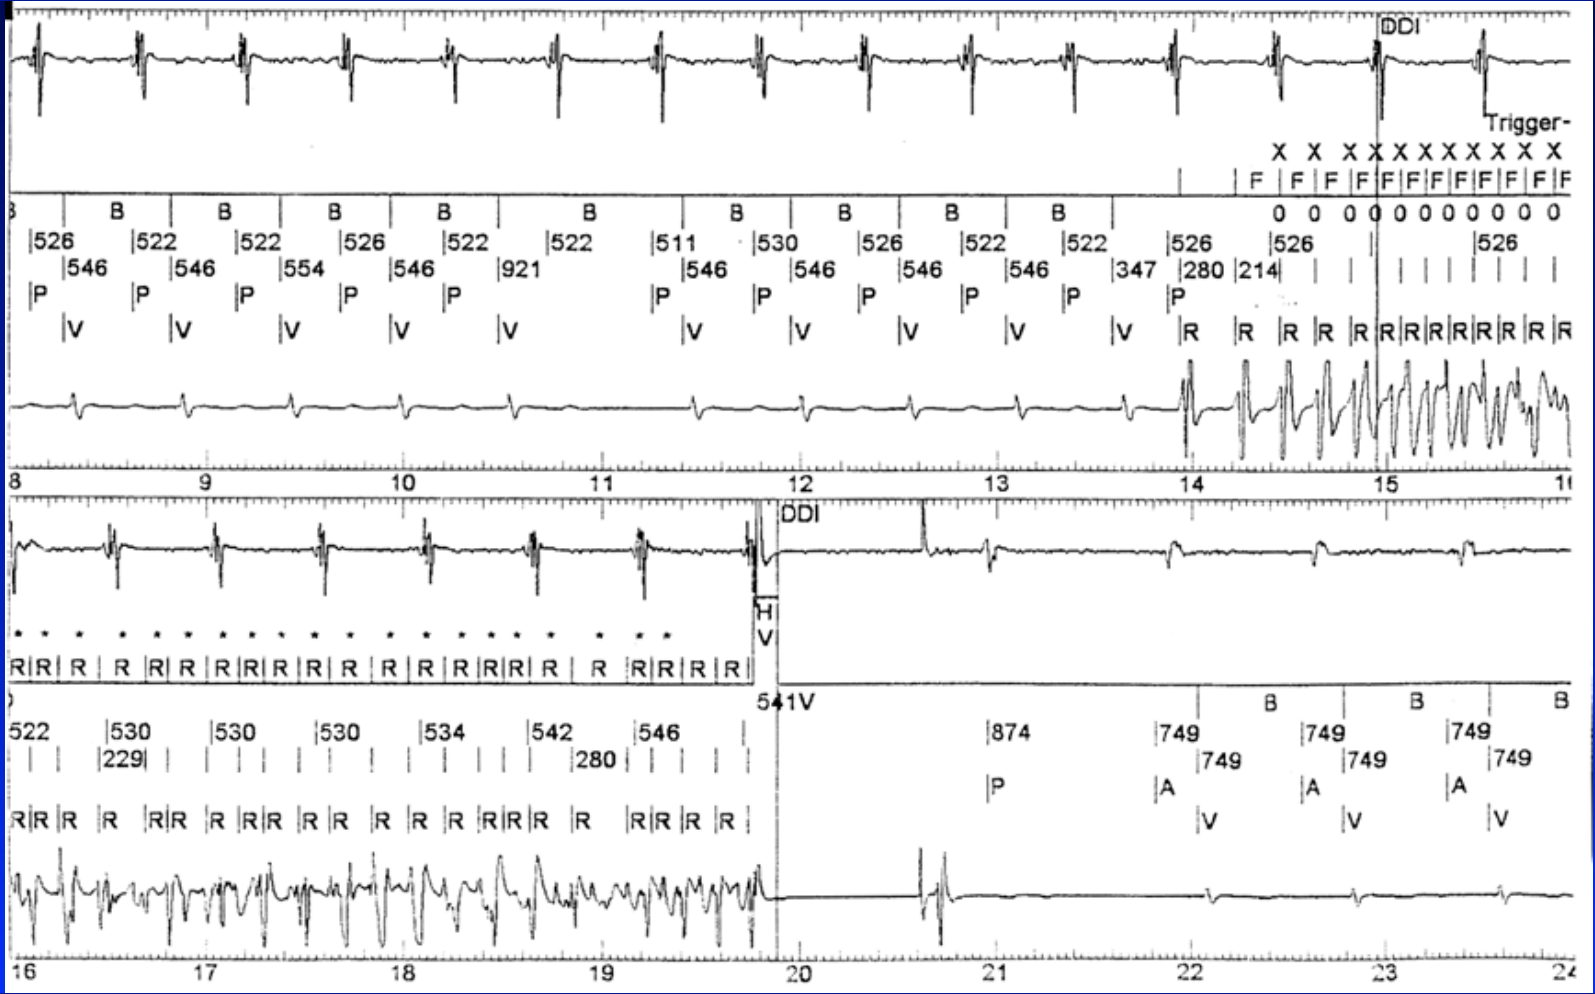 DDI
Trigger-
X X X X X X X X X X X
F F F F F F F F F F F
B B B B B B B B B
0 0 0 0 0 0 0 0 0 0 0
526 522 522 526 522 522 511 530 526 522 522 526 526 526
546 546 554 546 921 546 546 546 546 347 280 214
P P P P P P P P P P P
V V V V V V V V V V R R R R R R R R R R R R R
8 9 10 11 12 13 14 15
DDI
H
* * * * * * * * * * * * * * * * * * * *
V
R R R R R R R R R R R R R R R R R R R R R R
541V
B B B
522 530 530 530 534 542 546 874 749 749 749
229 280 749 749 749
P A A A
R R R R R R R R R R R R R R R R R R R R R R
V V V
16 17 18 19 20 21 22 23 24